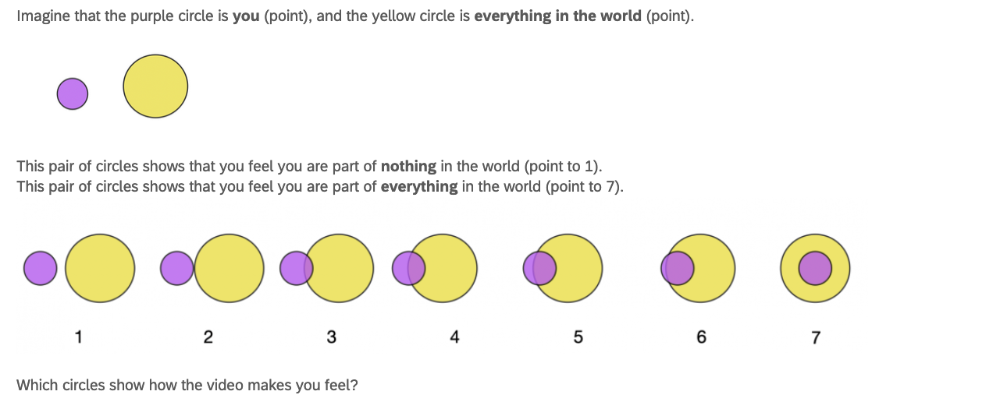 Imagine that the purple circle is you (point), and the yellow circle is everything in the world (point).
This pair of circles shows that you feel you are part of nothing in the world (point to 1).
This pair of circles shows that you feel you are part of everything in the world (point to 7).
1 2 3 4 5 6 7
Which circles show how the video makes you feel?